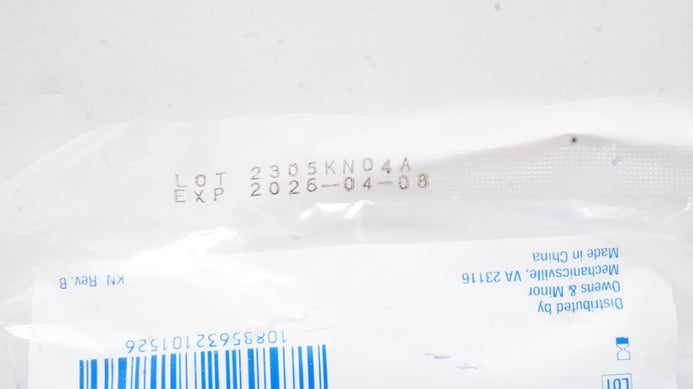 LOT 2305KN04A
EXP 2026-04-08
Distributed by
Owens & Minor
Mechanicsville, VA 23116
Made in China
KN Rev. B
10835632101526
LOT